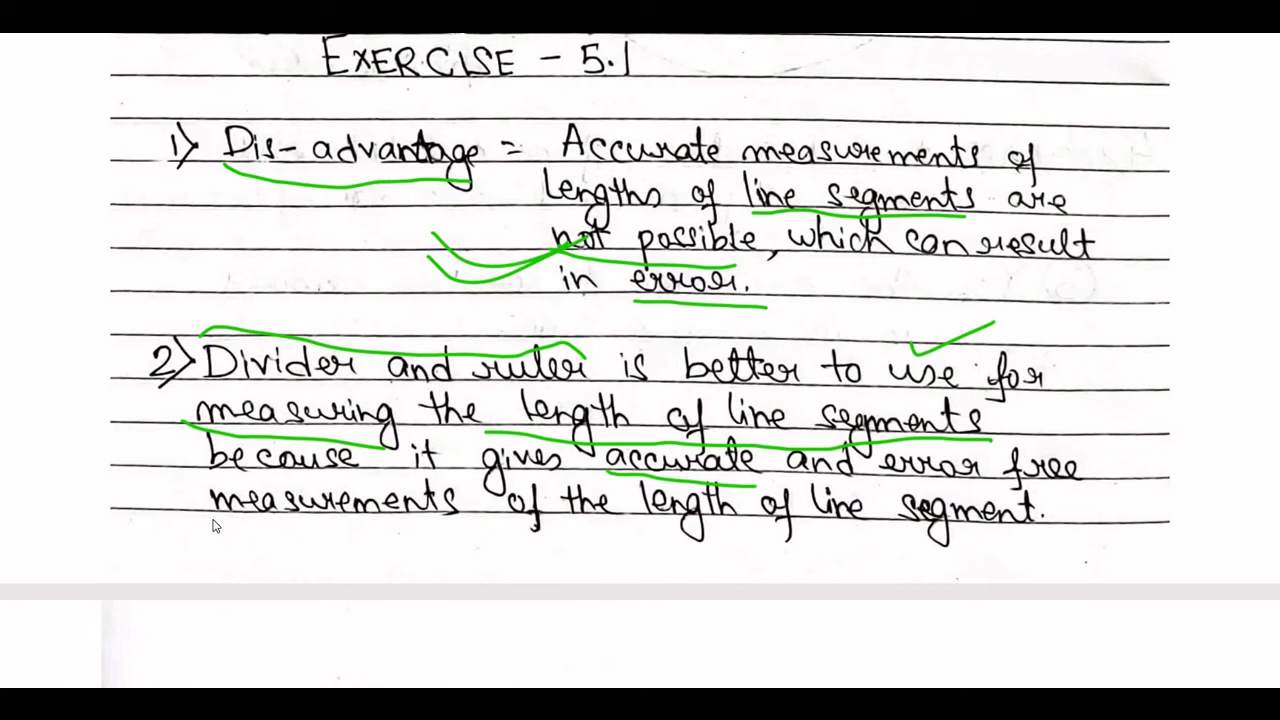 EXERCISE - 5.1
1) Dis-advantage = Accurate measurements of
lengths of line segments are
not possible, which can result
in error.
2) Divider and ruler is better to use for
measuring the length of line segments
because it gives accurate and error free
measurements of the length of line segment.